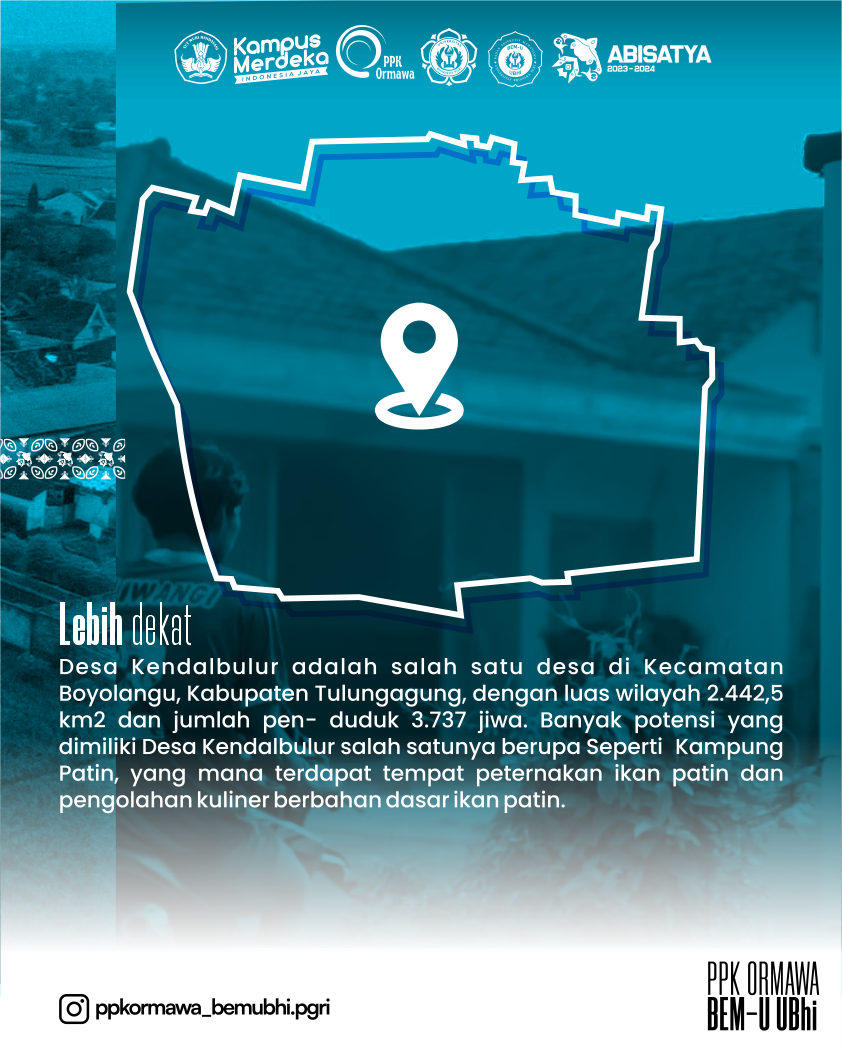 Kampus
Merdeka
INDONESIA JAYA
PPK
Ormawa
BEM-U
UBhi
ABISATYA
2023-2024
IWANGI
Lebih dekat
Desa Kendalbulur adalah salah satu desa di Kecamatan
Boyolangu, Kabupaten Tulungagung, dengan luas wilayah 2.442,5
km2 dan jumlah pen- duduk 3.737 jiwa. Banyak potensi yang
dimiliki Desa Kendalbulur salah satunya berupa Seperti Kampung
Patin, yang mana terdapat tempat peternakan ikan patin dan
pengolahan kuliner berbahan dasar ikan patin.
ppkormawa_bemubhi.pgri
PPK ORMAWA
BEM-U UBhi